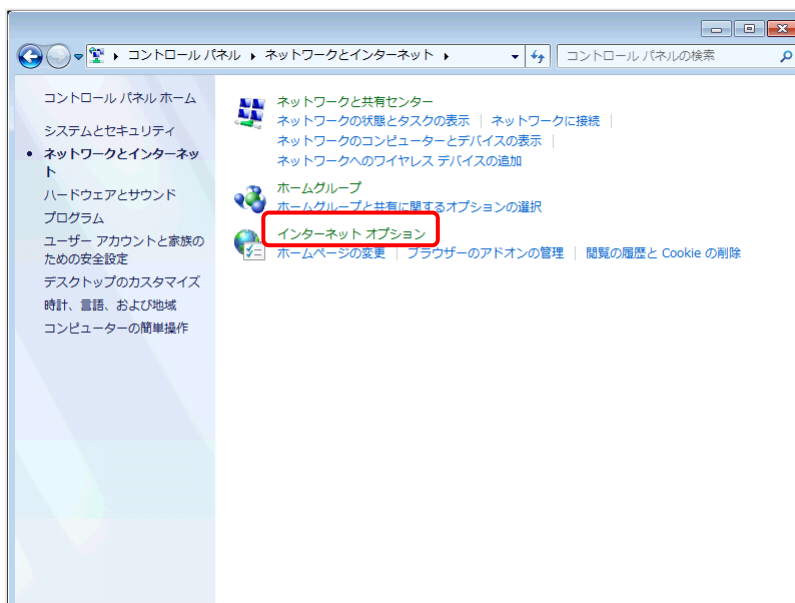 コントロール パネル ▸ ネットワークとインターネット ▸
コントロール パネルの検索
コントロール パネル ホーム
システムとセキュリティ
ネットワークとインターネッ
ト
ハードウェアとサウンド
プログラム
ユーザー アカウントと家族の
ための安全設定
デスクトップのカスタマイズ
時計、言語、および地域
コンピューターの簡単操作
ネットワークと共有センター
ネットワークの状態とタスクの表示 | ネットワークに接続 |
ネットワークのコンピューターとデバイスの表示 |
ネットワークへのワイヤレス デバイスの追加
ホームグループ
ホームグループと共有に関するオプションの選択
インターネット オプション
ホームページの変更 | ブラウザーのアドオンの管理 | 閲覧の履歴と Cookie の削除